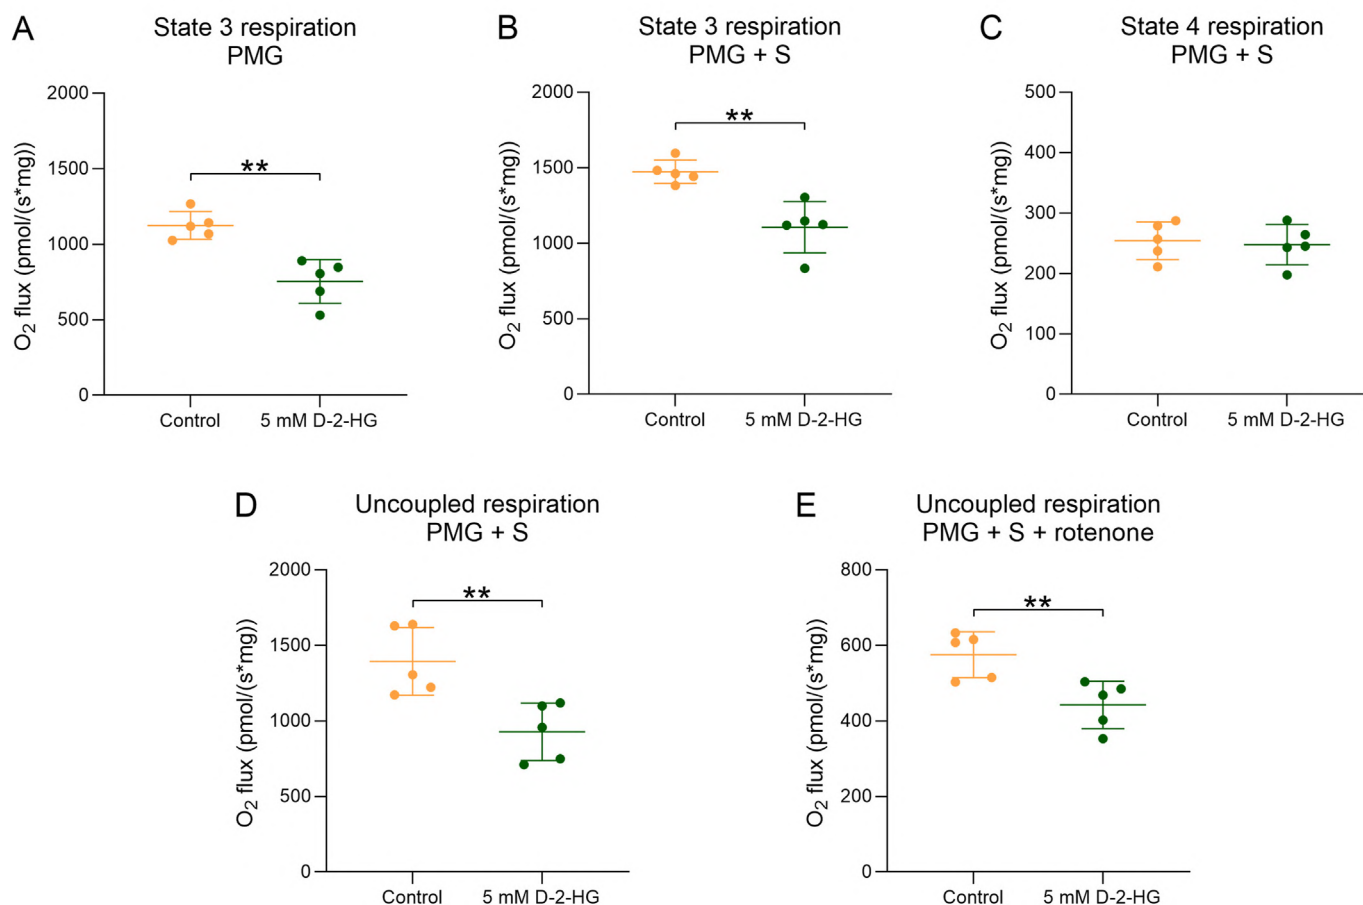 A
State 3 respiration
PMG
O2 flux (pmol/(s*mg))
2000
1500
1000
500
0
**
Control
5 mM D-2-HG
B
State 3 respiration
PMG + S
O2 flux (pmol/(s*mg))
2000
1500
1000
500
0
**
Control
5 mM D-2-HG
C
State 4 respiration
PMG + S
O2 flux (pmol/(s*mg))
500
400
300
200
100
0
Control
5 mM D-2-HG
D
Uncoupled respiration
PMG + S
O2 flux (pmol/(s*mg))
2000
1500
1000
500
0
**
Control
5 mM D-2-HG
E
Uncoupled respiration
PMG + S + rotenone
O2 flux (pmol/(s*mg))
800
600
400
200
0
**
Control
5 mM D-2-HG